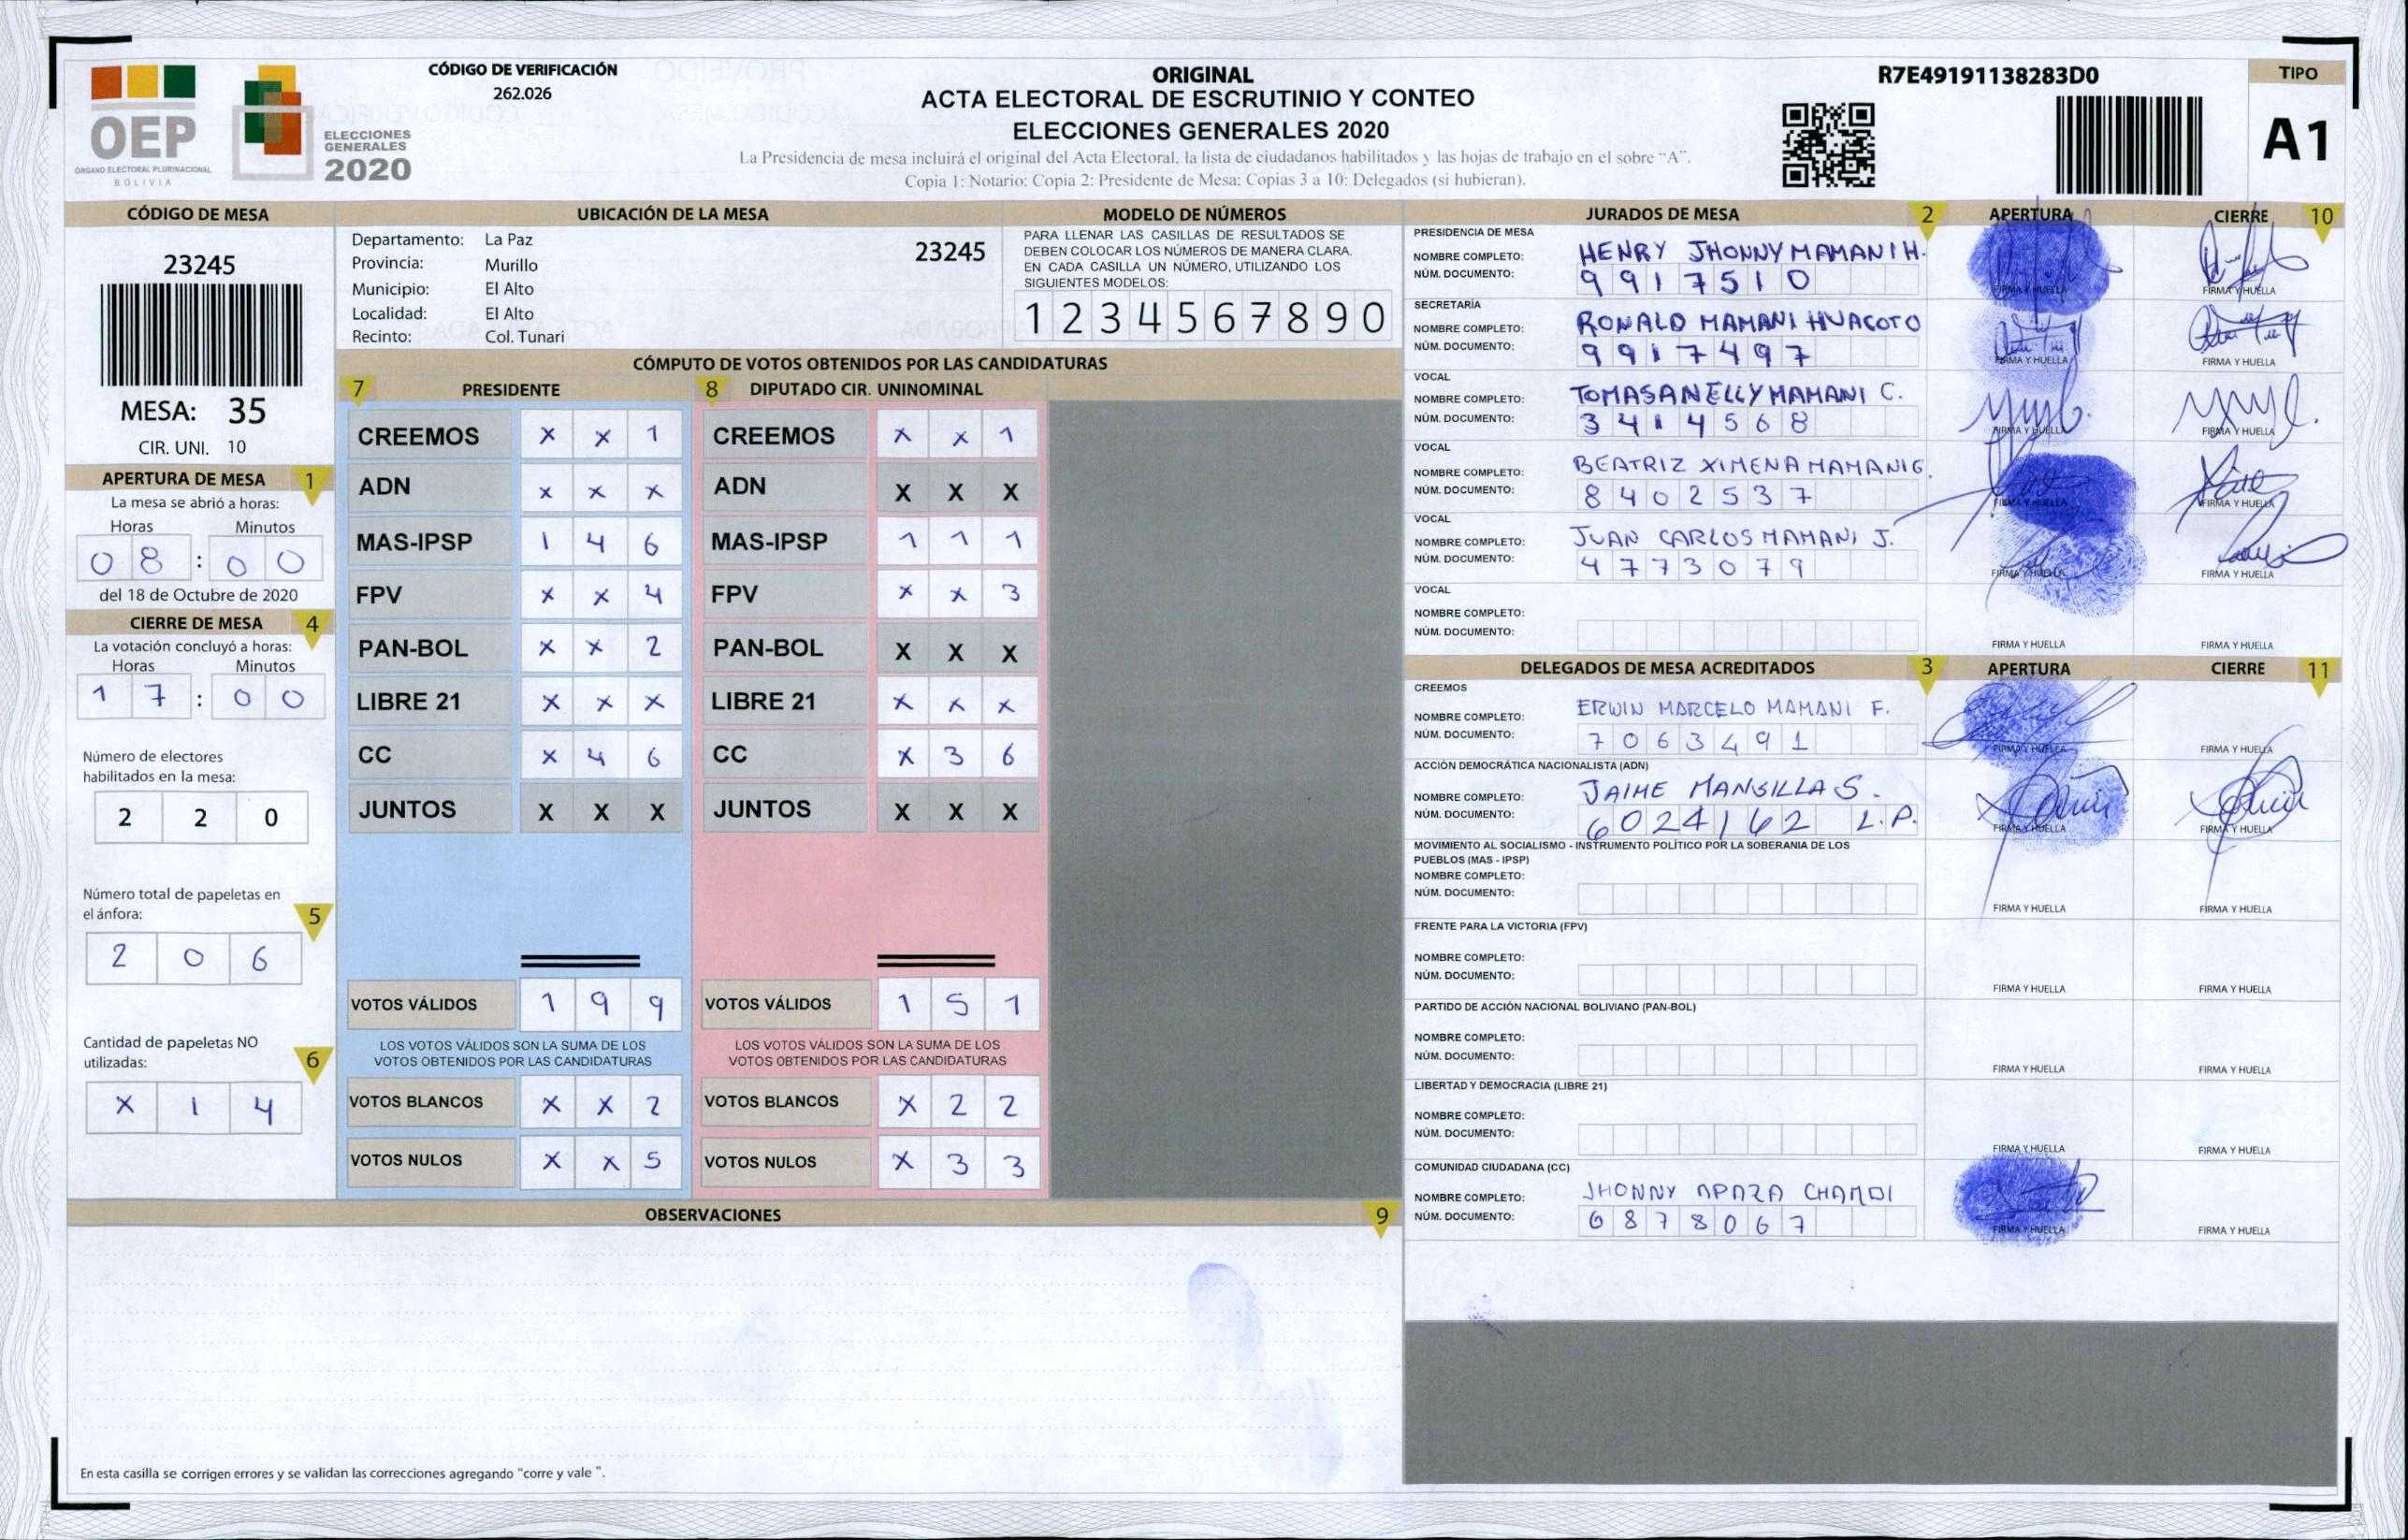 CÓDIGO DE VERIFICACIÓN
262.026
OEP
ÓRGANO ELECTORAL PLURINACIONAL
BOLIVIA
ELECCIONES
GENERALES
2020
ORIGINAL
ACTA ELECTORAL DE ESCRUTINIO Y CONTEO
ELECCIONES GENERALES 2020
La Presidencia de mesa incluirá el original del Acta Electoral, la lista de ciudadanos habilitados y las hojas de trabajo en el sobre "A".
Copia 1: Notario: Copia 2: Presidente de Mesa: Copias 3 a 10: Delegados (si hubieran).
R7E49191138283D0
TIPO
A1
CÓDIGO DE MESA
23245
MESA: 35
CIR. UNI. 10
APERTURA DE MESA 1
La mesa se abrió a horas:
Horas Minutos
08 : 00
del 18 de Octubre de 2020
CIERRE DE MESA 4
La votación concluyó a horas:
Horas Minutos
17 : 00
Número de electores
habilitados en la mesa:
2 2 0
Número total de papeletas en
el ánfora: 5
2 0 6
Cantidad de papeletas NO
utilizadas: 6
X 1 4
UBICACIÓN DE LA MESA
Departamento: La Paz 23245
Provincia: Murillo
Municipio: El Alto
Localidad: El Alto
Recinto: Col. Tunari
MODELO DE NÚMEROS
PARA LLENAR LAS CASILLAS DE RESULTADOS SE
DEBEN COLOCAR LOS NÚMEROS DE MANERA CLARA.
EN CADA CASILLA UN NÚMERO, UTILIZANDO LOS
SIGUIENTES MODELOS:
1 2 3 4 5 6 7 8 9 0
CÓMPUTO DE VOTOS OBTENIDOS POR LAS CANDIDATURAS
7 PRESIDENTE 8 DIPUTADO CIR. UNINOMINAL
CREEMOS X X 1 CREEMOS X X 1
ADN X X X ADN X X X
MAS-IPSP 1 4 6 MAS-IPSP 1 1 1
FPV X X 4 FPV X X 3
PAN-BOL X X 2 PAN-BOL X X X
LIBRE 21 X X X LIBRE 21 X X X
CC X 4 6 CC X 3 6
JUNTOS X X X JUNTOS X X X
VOTOS VÁLIDOS 1 9 9 VOTOS VÁLIDOS 1 5 1
LOS VOTOS VÁLIDOS SON LA SUMA DE LOS
VOTOS OBTENIDOS POR LAS CANDIDATURAS
LOS VOTOS VÁLIDOS SON LA SUMA DE LOS
VOTOS OBTENIDOS POR LAS CANDIDATURAS
VOTOS BLANCOS X X 2 VOTOS BLANCOS X 2 2
VOTOS NULOS X X 5 VOTOS NULOS X 3 3
OBSERVACIONES 9
En esta casilla se corrigen errores y se validan las correcciones agregando "corre y vale ".
JURADOS DE MESA 2 APERTURA CIERRE 10
PRESIDENCIA DE MESA
NOMBRE COMPLETO: HENRY JHONNY MAMANI H.
NÚM. DOCUMENTO: 9917510
FIRMA Y HUELLA FIRMA Y HUELLA
SECRETARÍA
NOMBRE COMPLETO: RONALD MAMANI HUACOTO
NÚM. DOCUMENTO: 9917497
FIRMA Y HUELLA FIRMA Y HUELLA
VOCAL
NOMBRE COMPLETO: TOMASA NELLY MAMANI C.
NÚM. DOCUMENTO: 3414568
FIRMA Y HUELLA FIRMA Y HUELLA
VOCAL
NOMBRE COMPLETO: BEATRIZ XIMENA MAMANI G.
NÚM. DOCUMENTO: 8402537
FIRMA Y HUELLA FIRMA Y HUELLA
VOCAL
NOMBRE COMPLETO: JUAN CARLOS MAMANI J.
NÚM. DOCUMENTO: 4773079
FIRMA Y HUELLA FIRMA Y HUELLA
VOCAL
NOMBRE COMPLETO:
NÚM. DOCUMENTO:
FIRMA Y HUELLA FIRMA Y HUELLA
DELEGADOS DE MESA ACREDITADOS 3 APERTURA CIERRE 11
CREEMOS
NOMBRE COMPLETO: ERWIN MARCELO MAMANI F.
NÚM. DOCUMENTO: 7063491
FIRMA Y HUELLA FIRMA Y HUELLA
ACCIÓN DEMOCRÁTICA NACIONALISTA (ADN)
NOMBRE COMPLETO: JAIME MANSILLA S.
NÚM. DOCUMENTO: 6024162 L.P.
FIRMA Y HUELLA FIRMA Y HUELLA
MOVIMIENTO AL SOCIALISMO - INSTRUMENTO POLÍTICO POR LA SOBERANIA DE LOS
PUEBLOS (MAS - IPSP)
NOMBRE COMPLETO:
NÚM. DOCUMENTO:
FIRMA Y HUELLA FIRMA Y HUELLA
FRENTE PARA LA VICTORIA (FPV)
NOMBRE COMPLETO:
NÚM. DOCUMENTO:
FIRMA Y HUELLA FIRMA Y HUELLA
PARTIDO DE ACCIÓN NACIONAL BOLIVIANO (PAN-BOL)
NOMBRE COMPLETO:
NÚM. DOCUMENTO:
FIRMA Y HUELLA FIRMA Y HUELLA
LIBERTAD Y DEMOCRACIA (LIBRE 21)
NOMBRE COMPLETO:
NÚM. DOCUMENTO:
FIRMA Y HUELLA FIRMA Y HUELLA
COMUNIDAD CIUDADANA (CC)
NOMBRE COMPLETO: JHONNY APAZA
NÚM. DOCUMENTO: 6878067
FIRMA Y HUELLA FIRMA Y HUELLA